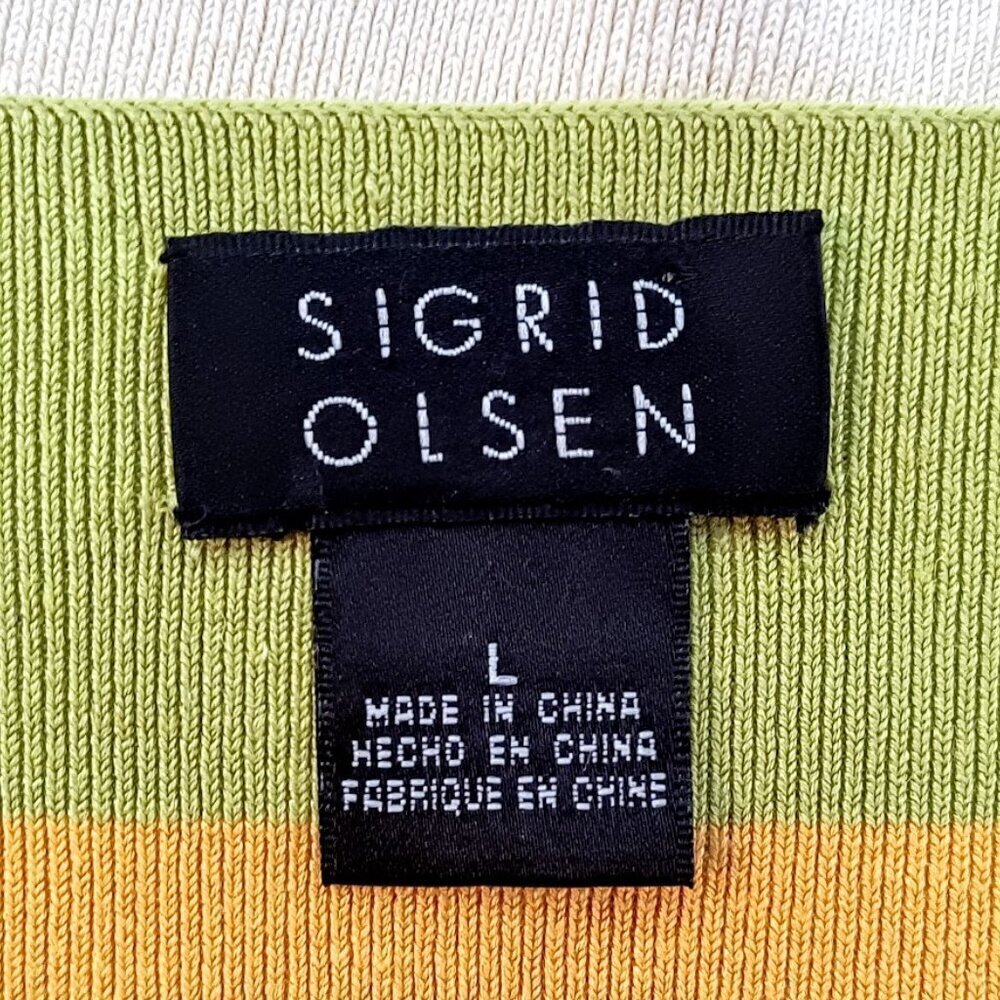 SIGRID
OLSEN
L
MADE IN CHINA
HECHO EN CHINA
FABRIQUE EN CHINE